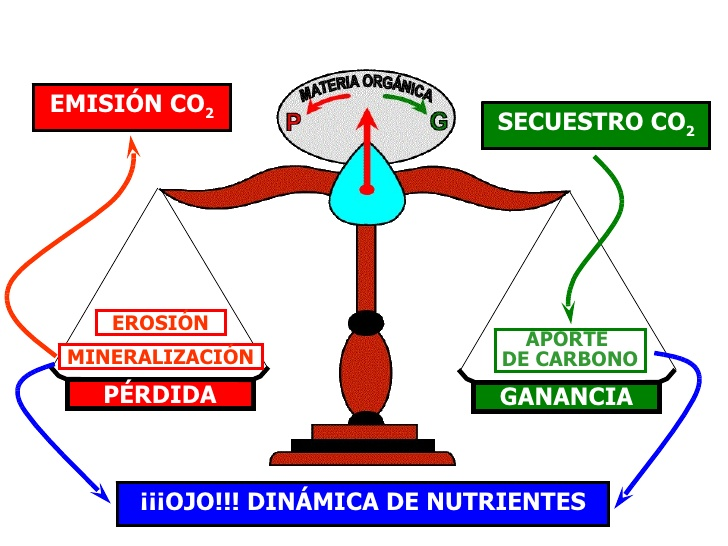 MATERIA ORGÁNICA
P
G
EMISIÓN CO₂
SECUESTRO CO₂
EROSIÓN
MINERALIZACIÓN
PÉRDIDA
APORTE
DE CARBONO
GANANCIA
¡¡¡OJO!!! DINÁMICA DE NUTRIENTES